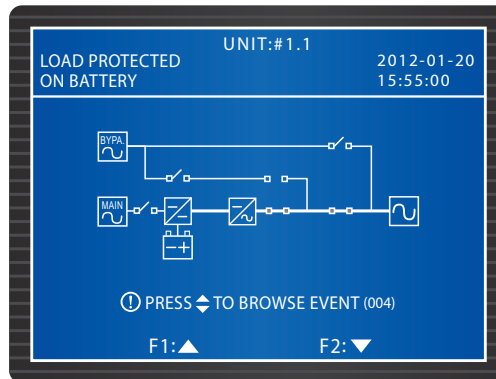 UNIT:#1.1
LOAD PROTECTED
ON BATTERY
2012-01-20
15:55:00
BYPA.
MAIN
PRESS TO BROWSE EVENT (004)
F1:
F2: